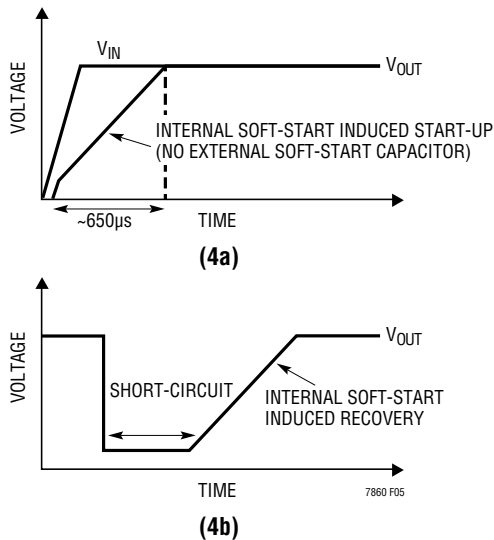 VOLTAGE
VIN
VOUT
INTERNAL SOFT-START INDUCED START-UP
(NO EXTERNAL SOFT-START CAPACITOR)
~650µs
TIME
(4a)
VOLTAGE
VOUT
SHORT-CIRCUIT
INTERNAL SOFT-START
INDUCED RECOVERY
TIME
7860 F05
(4b)